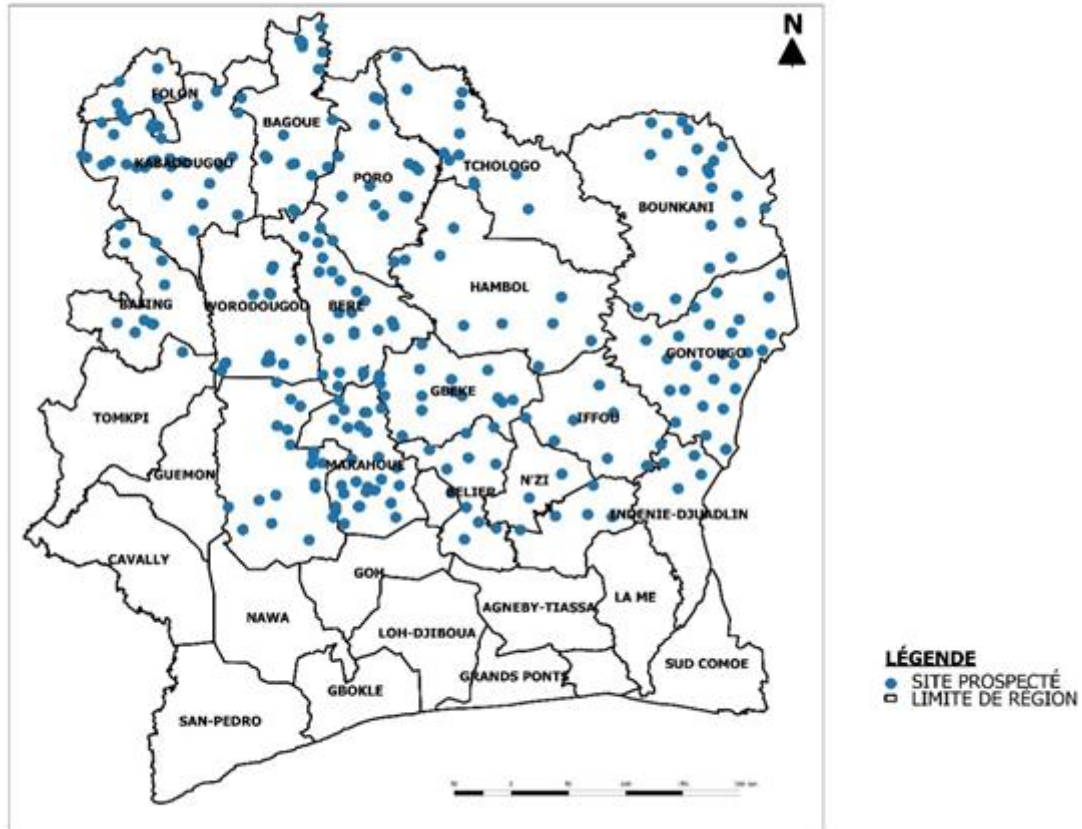 N
FOLON
BAGOUE
KABADOUGOU
PORO
TCHOLOGO
BOUNKANI
HAMBOL
BAFING
WORODOUGOU
BERE
GONTOUGO
GBEKE
IFFOU
TOMKPI
GUEMON
MARAHOUE
BELIER
N'ZI
INDENIE-DJUADLIN
CAVALLY
GOH
NAWA
AGNEBY-TIASSA
LA ME
LOH-DJIBOUA
GRANDS PONTS
SUD COMOE
GBOKLE
SAN-PEDRO
LÉGENDE
SITE PROSPECTÉ
LIMITE DE RÉGION